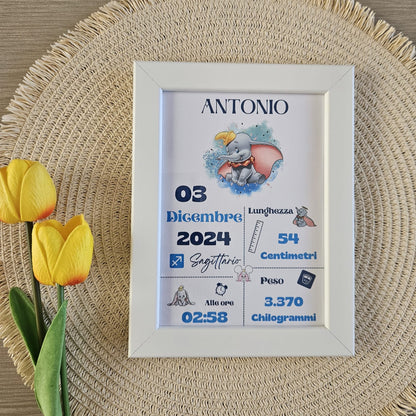 ANTONIO
03
Dicembre
2024
Sagittario
Lunghezza
54
Centimetri
Alle ore
02:58
Peso
3.370
Chilogrammi